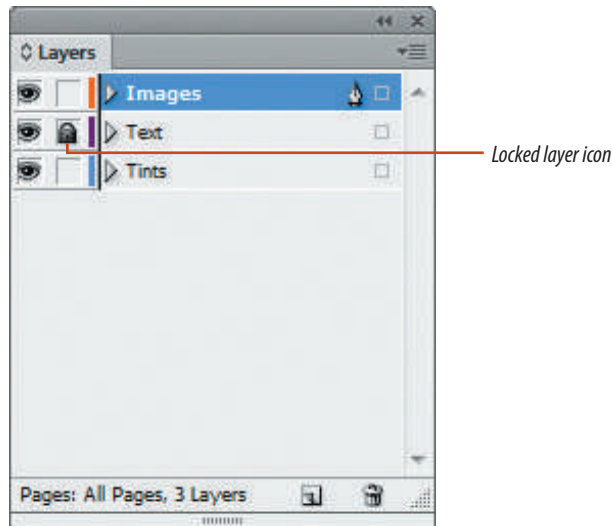 Layers
Images
Text
Locked layer icon
Tints
Pages: All Pages, 3 Layers